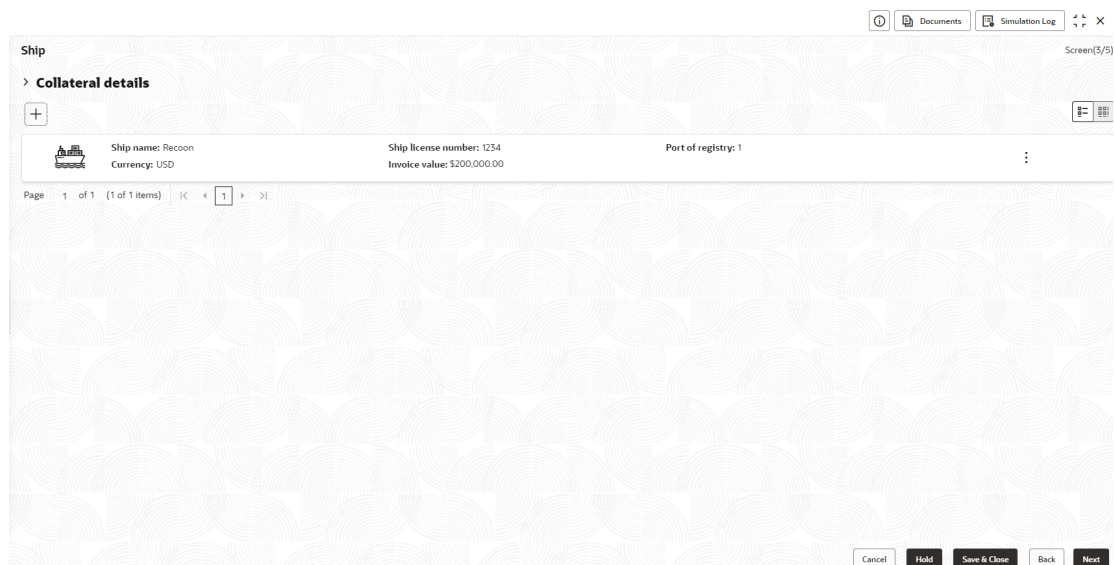 Documents
Simulation Log
Ship
Screen(3/5)
Collateral details
Ship name: Recoon
Ship license number: 1234
Port of registry: 1
Currency: USD
Invoice value: $200,000.00
Page 1 of 1 (1 of 1 items) 1
Cancel
Hold
Save & Close
Back
Next